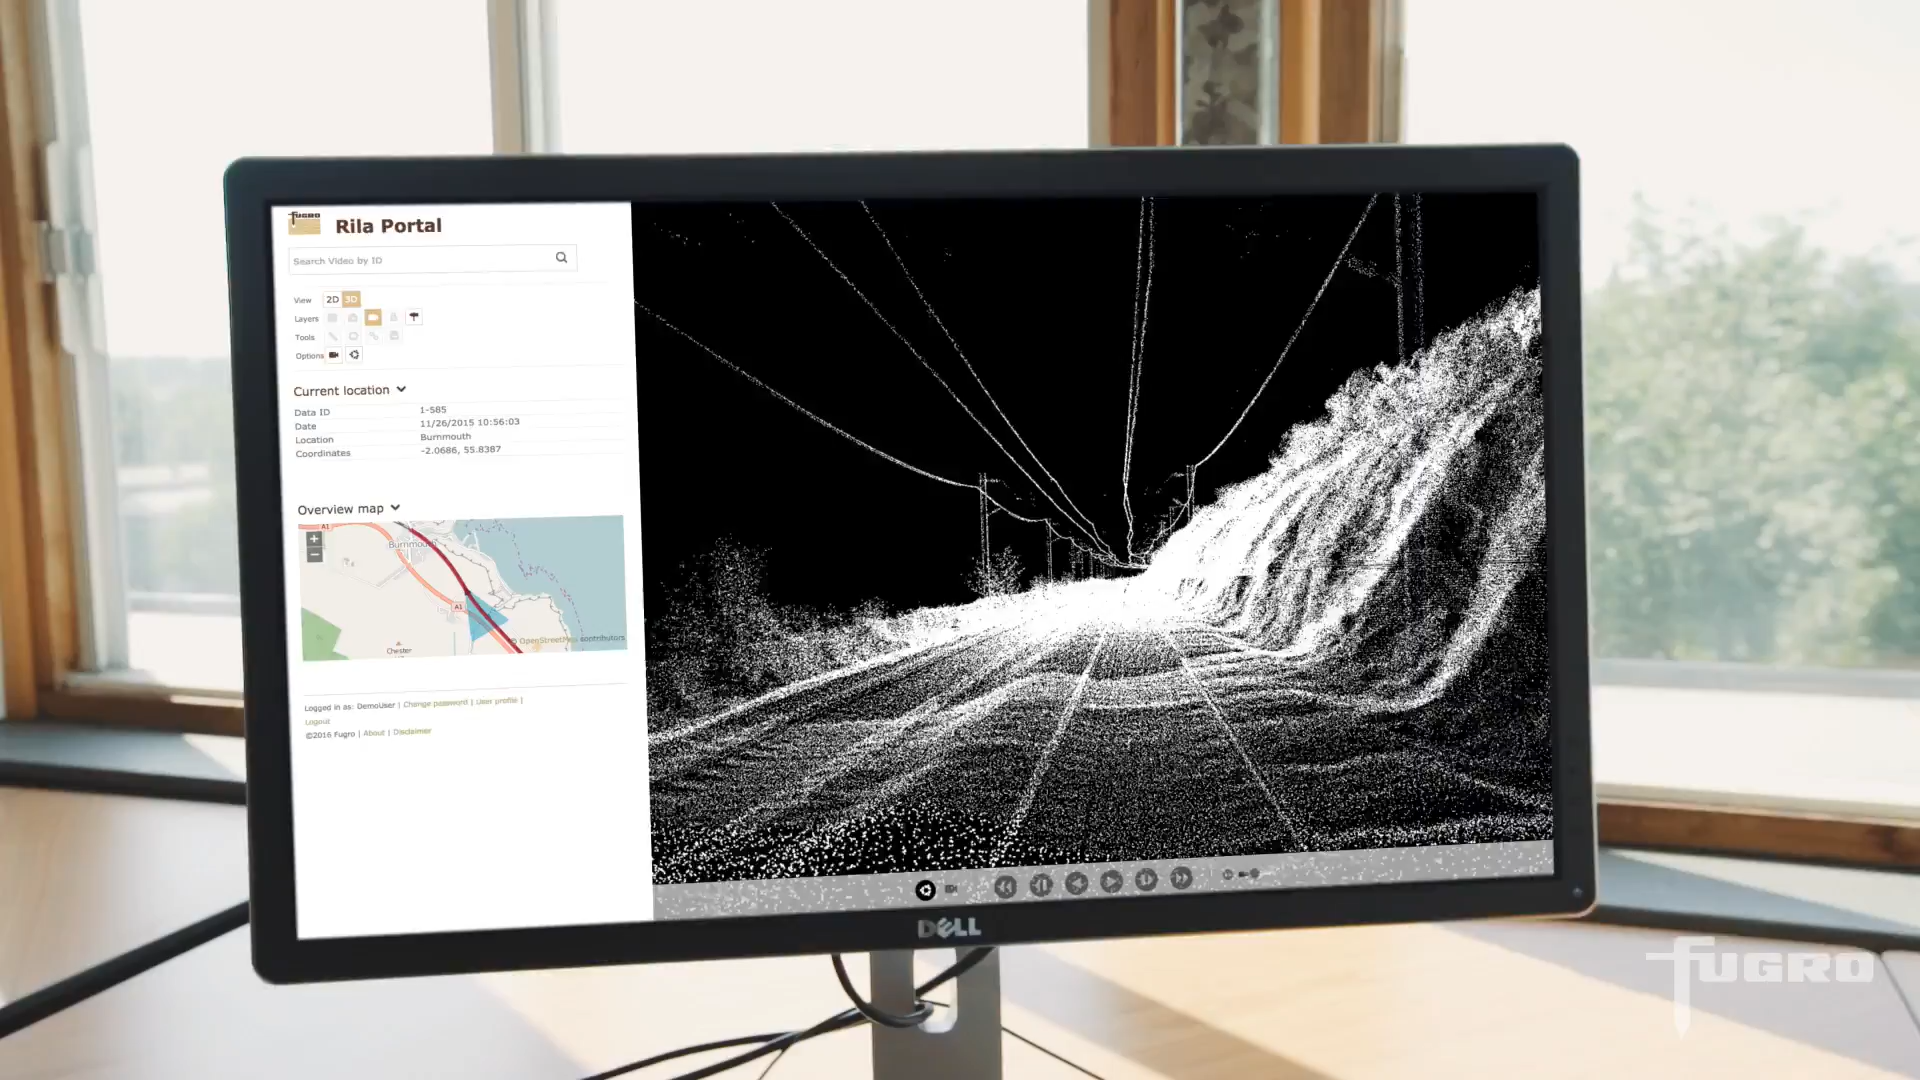 fugro
Rila Portal
Search Video by ID
View 2D 3D
Layers
Tools
Options
Current location
Data ID 1-585
Date 11/26/2015 10:56:03
Location Burnmouth
Coordinates -2.0686, 55.8387
Overview map
A1
+
Burnmouth
−
A1
© OpenStreetMap contributors
Chester
Logged in as: DemoUser | Change password | User profile |
Logout
©2016 Fugro | About | Disclaimer
DELL
fugro